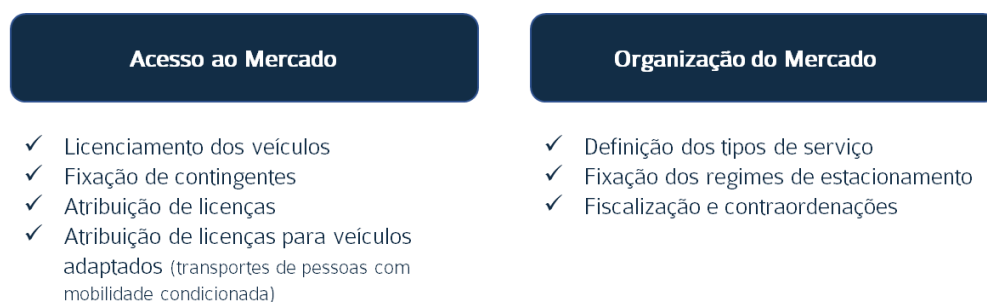 Acesso ao Mercado
✓ Licenciamento dos veículos
✓ Fixação de contingentes
✓ Atribuição de licenças
✓ Atribuição de licenças para veículos
adaptados (transportes de pessoas com
mobilidade condicionada)
Organização do Mercado
✓ Definição dos tipos de serviço
✓ Fixação dos regimes de estacionamento
✓ Fiscalização e contraordenações